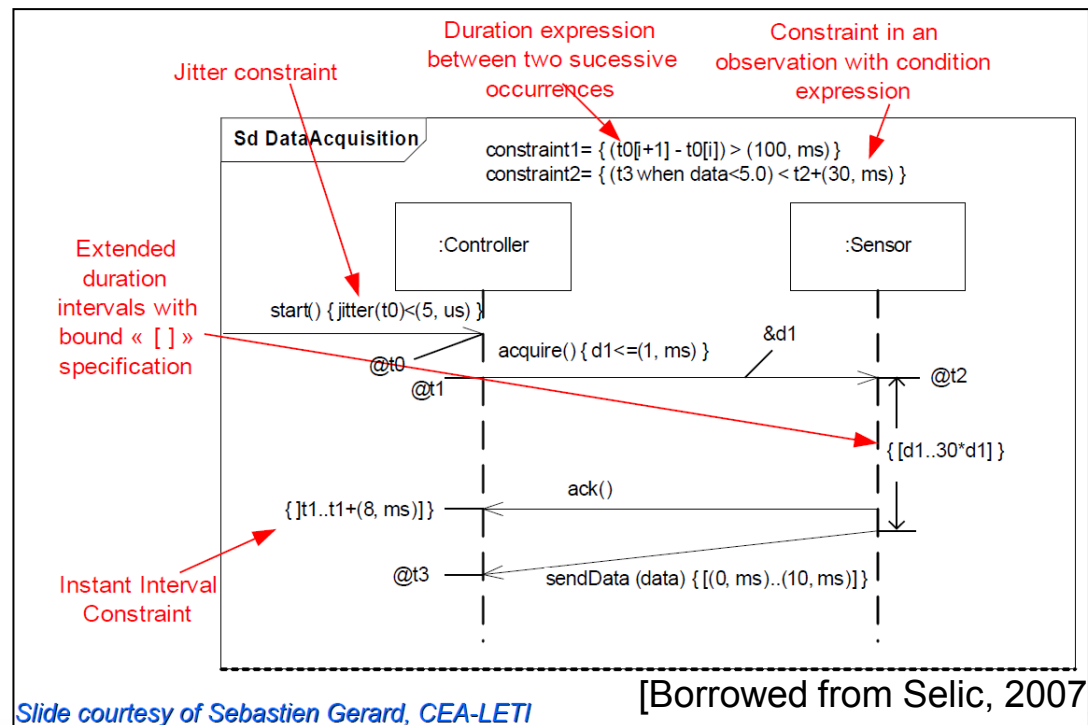 Duration expression
between two sucessive
occurrences
Constraint in an
observation with condition
expression
Jitter constraint
Sd DataAcquisition
constraint1= { (t0[i+1] - t0[i]) > (100, ms) }
constraint2= { (t3 when data<5.0) < t2+(30, ms) }
:Controller
:Sensor
Extended
duration
intervals with
bound « [ ] »
specification
start() { jitter(t0)<(5, us) }
@t0
acquire() { d1<=(1, ms) }
&d1
@t1
@t2
{ [d1..30*d1] }
ack()
{ ]t1..t1+(8, ms)] }
@t3
sendData (data) { [(0, ms)..(10, ms)] }
Instant Interval
Constraint
[Borrowed from Selic, 2007
Slide courtesy of Sebastien Gerard, CEA-LETI